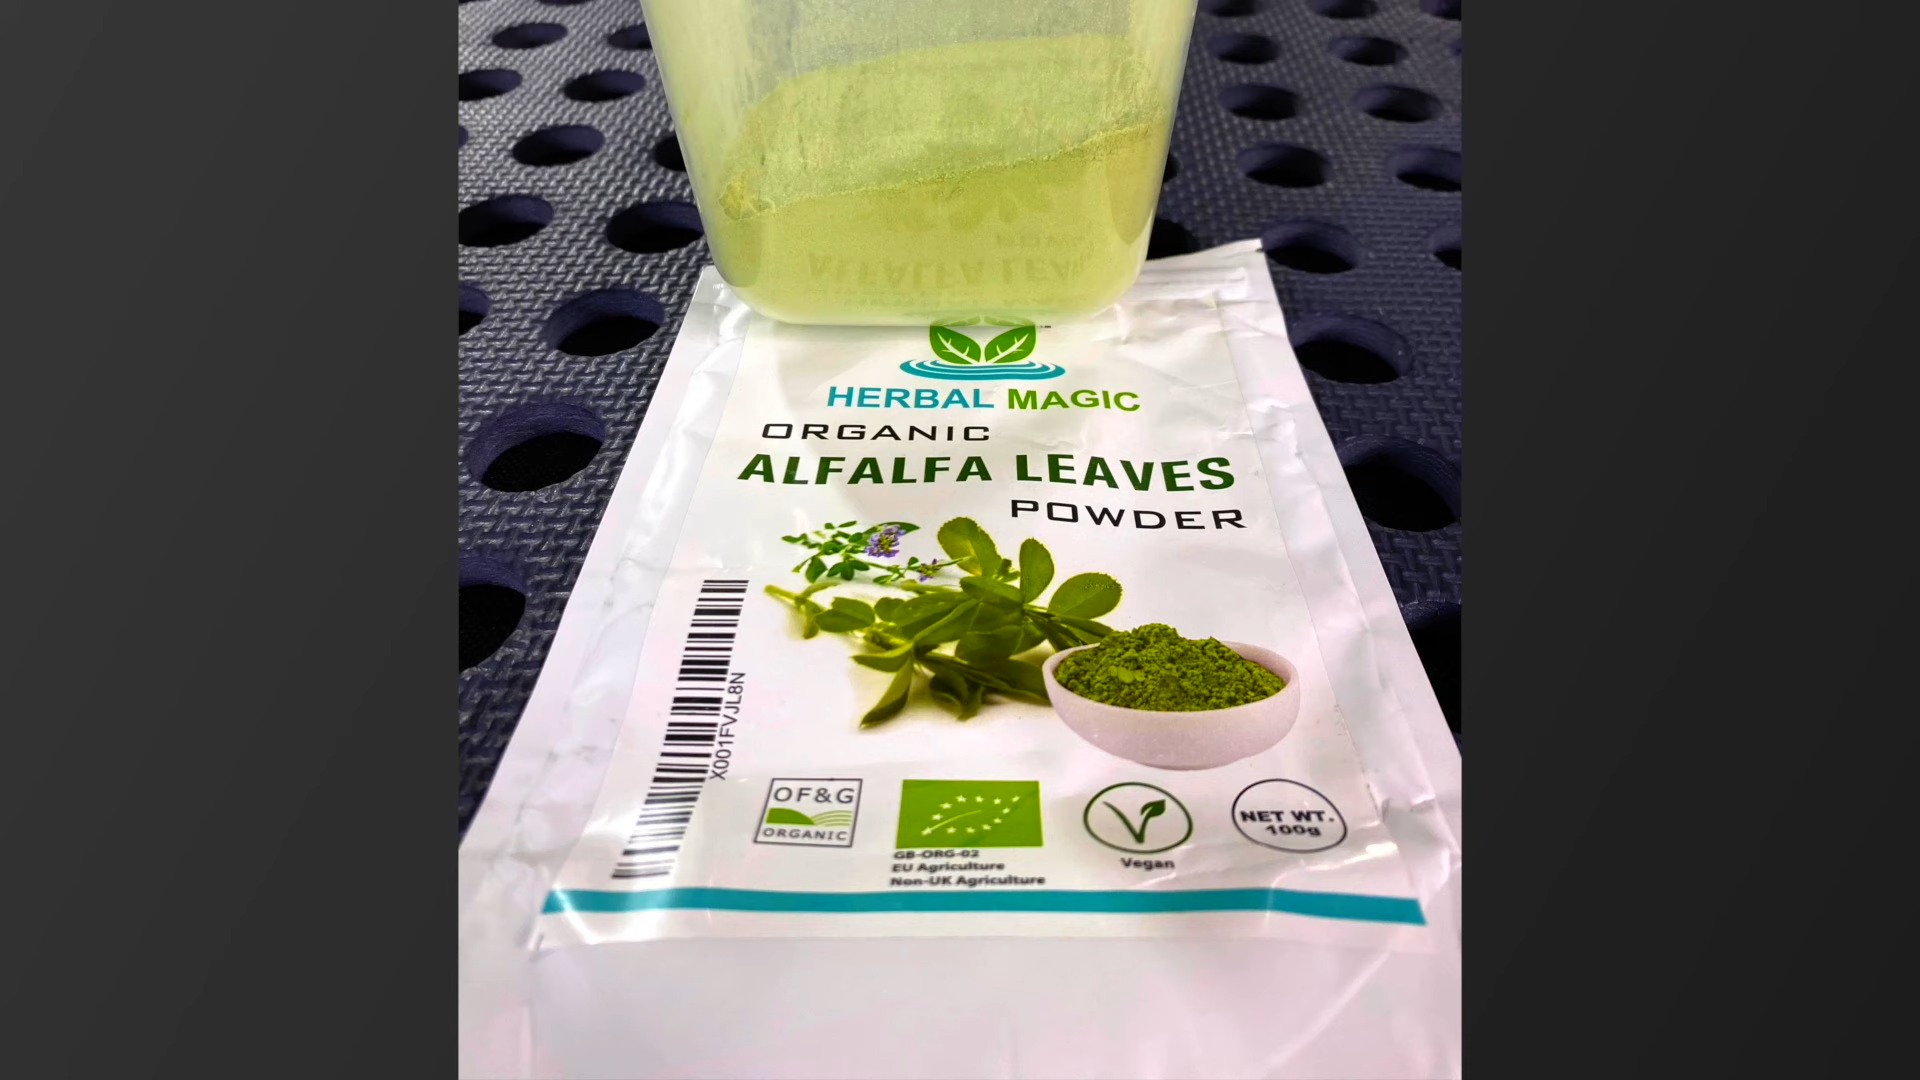 HERBAL MAGIC
ORGANIC
ALFALFA LEAVES
POWDER
X001FVJL8N
OF&G
ORGANIC
GB-ORG-02
EU Agriculture
Non-UK Agriculture
Vegan
NET WT.
100g